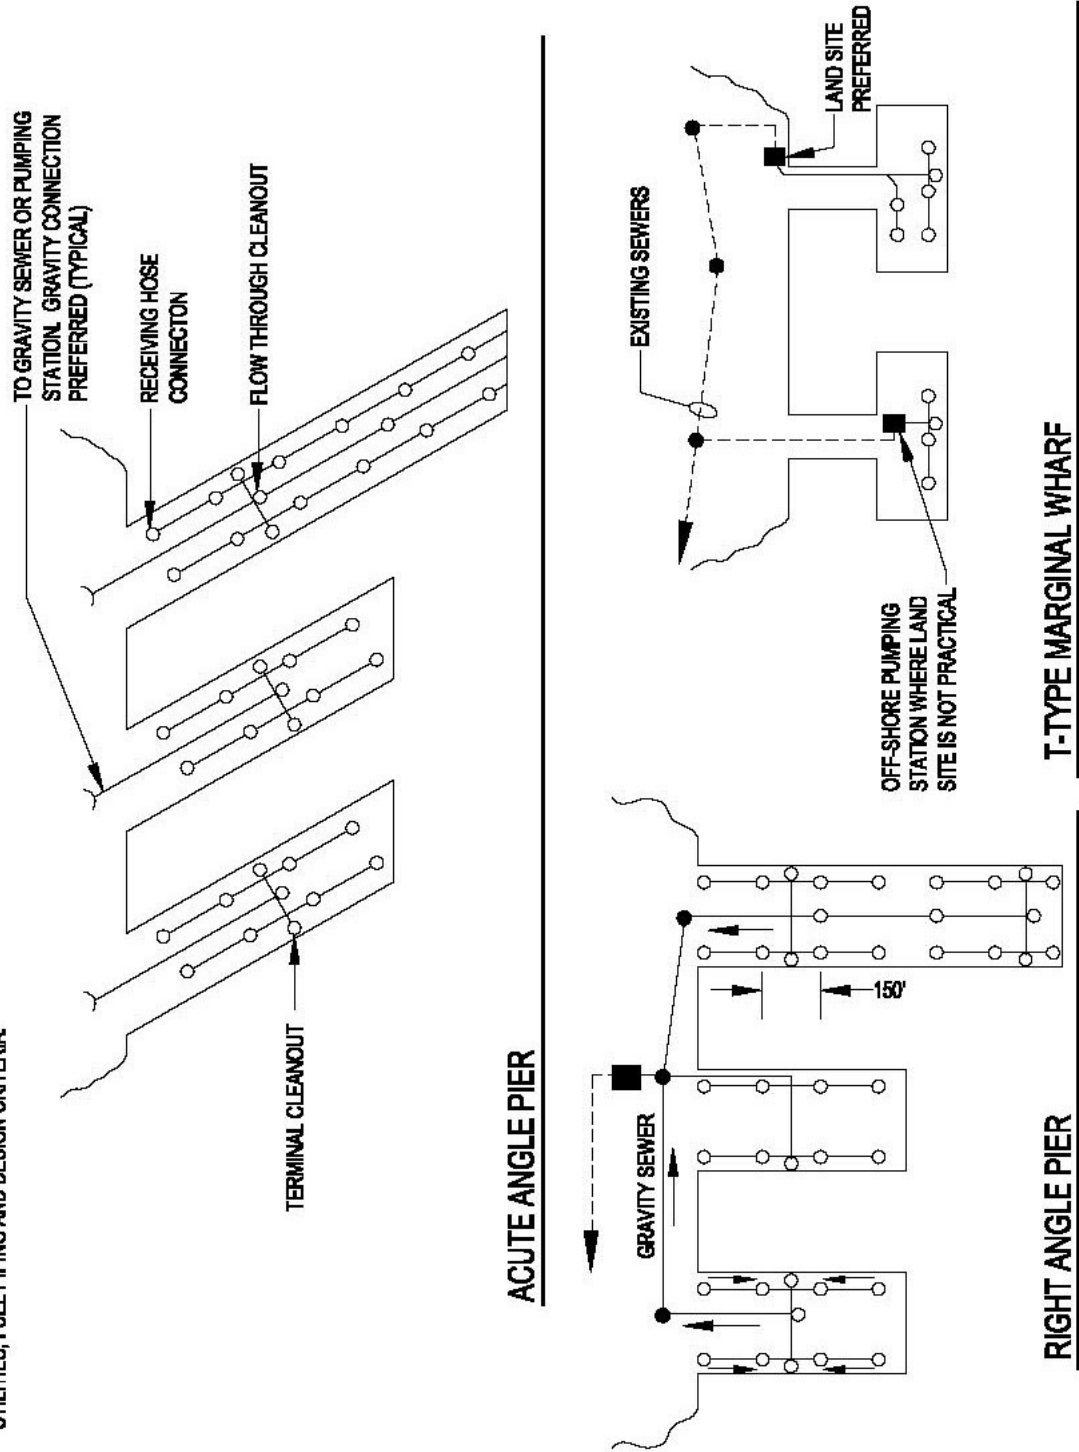 TO GRAVITY SEWER OR PUMPING
STATION. GRAVITY CONNECTION
PREFERRED (TYPICAL)
RECEIVING HOSE
CONNECTON
FLOW THROUGH CLEANOUT
TERMINAL CLEANOUT
ACUTE ANGLE PIER
GRAVITY SEWER
150'
RIGHT ANGLE PIER
EXISTING SEWERS
LAND SITE
PREFERRED
OFF-SHORE PUMPING
STATION WHERE LAND
SITE IS NOT PRACTICAL
T-TYPE MARGINAL WHARF